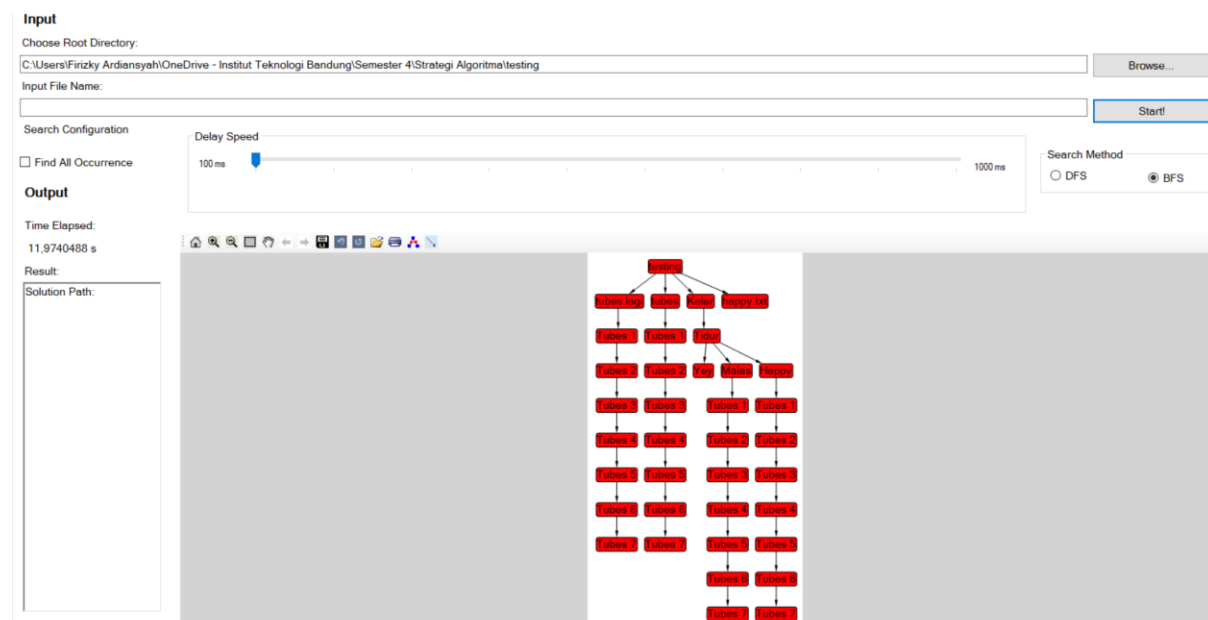 Input
Choose Root Directory:
C:\Users\Firizky Ardiansyah\OneDrive - Institut Teknologi Bandung\Semester 4\Strategi Algoritma\testing
Browse...
Input File Name:
Start!
Search Configuration
Delay Speed
Find All Occurrence
100 ms
1000 ms
Search Method
DFS
BFS
Output
Time Elapsed:
11,9740488 s
Result:
Solution Path:
testing
tubes lagi tubes Kelar happy.txt
Tubes 1 Tubes 1 Tidur
Tubes 2 Tubes 2 Yey Malas Happy
Tubes 3 Tubes 3 Tubes 1 Tubes 1
Tubes 4 Tubes 4 Tubes 2 Tubes 2
Tubes 5 Tubes 5 Tubes 3 Tubes 3
Tubes 6 Tubes 6 Tubes 4 Tubes 4
Tubes 7 Tubes 7 Tubes 5 Tubes 5
Tubes 6 Tubes 6
Tubes 7 Tubes 7